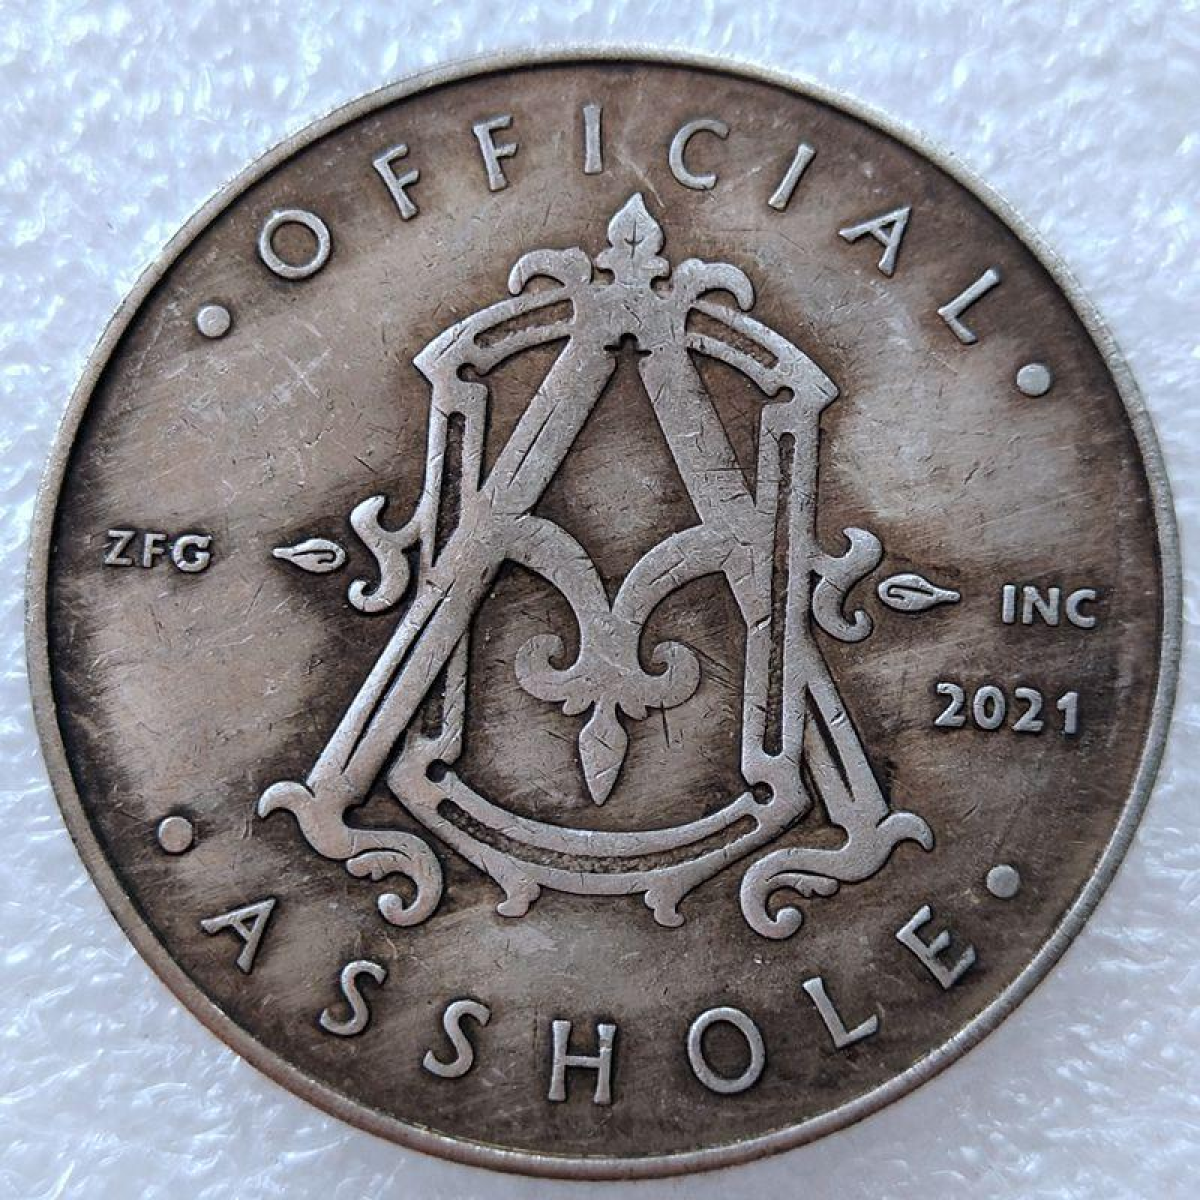 OFFICIAL
ZFG
INC
2021
ASSHOLE